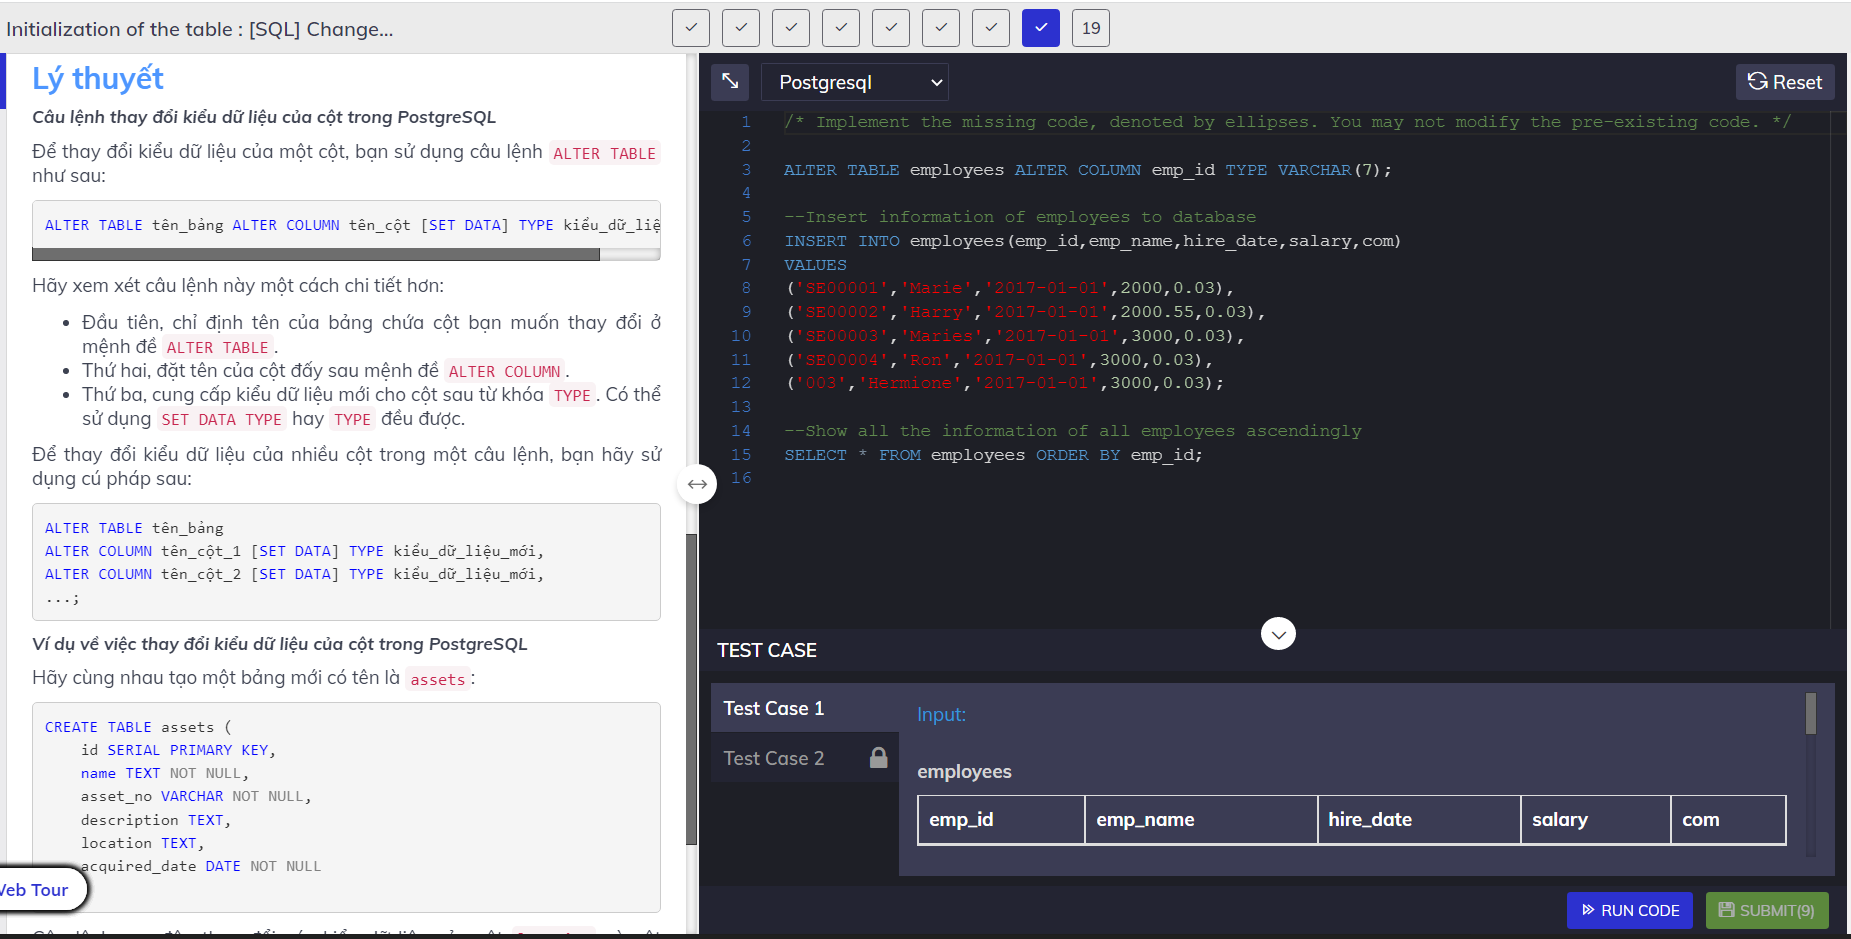 Initialization of the table : [SQL] Change...
19
Lý thuyết
Câu lệnh thay đổi kiểu dữ liệu của cột trong PostgreSQL
Để thay đổi kiểu dữ liệu của một cột, bạn sử dụng câu lệnh ALTER TABLE
như sau:
ALTER TABLE tên_bảng ALTER COLUMN tên_cột [SET DATA] TYPE kiểu_dữ_liệ
Hãy xem xét câu lệnh này một cách chi tiết hơn:
• Đầu tiên, chỉ định tên của bảng chứa cột bạn muốn thay đổi ở
mệnh đề ALTER TABLE.
• Thứ hai, đặt tên của cột đấy sau mệnh đề ALTER COLUMN.
• Thứ ba, cung cấp kiểu dữ liệu mới cho cột sau từ khóa TYPE. Có thể
sử dụng SET DATA TYPE hay TYPE đều được.
Để thay đổi kiểu dữ liệu của nhiều cột trong một câu lệnh, bạn hãy sử
dụng cú pháp sau:
ALTER TABLE tên_bảng
ALTER COLUMN tên_cột_1 [SET DATA] TYPE kiểu_dữ_liệu_mới,
ALTER COLUMN tên_cột_2 [SET DATA] TYPE kiểu_dữ_liệu_mới,
...;
Ví dụ về việc thay đổi kiểu dữ liệu của cột trong PostgreSQL
Hãy cùng nhau tạo một bảng mới có tên là assets:
CREATE TABLE assets (
id SERIAL PRIMARY KEY,
name TEXT NOT NULL,
asset_no VARCHAR NOT NULL,
description TEXT,
location TEXT,
acquired_date DATE NOT NULL
Web Tour
Postgresql
Reset
1 /* Implement the missing code, denoted by ellipses. You may not modify the pre-existing code. */
2
3 ALTER TABLE employees ALTER COLUMN emp_id TYPE VARCHAR(7);
4
5 --Insert information of employees to database
6 INSERT INTO employees(emp_id,emp_name,hire_date,salary,com)
7 VALUES
8 ('SE00001','Marie','2017-01-01',2000,0.03),
9 ('SE00002','Harry','2017-01-01',2000.55,0.03),
10 ('SE00003','Maries','2017-01-01',3000,0.03),
11 ('SE00004','Ron','2017-01-01',3000,0.03),
12 ('003','Hermione','2017-01-01',3000,0.03);
13
14 --Show all the information of all employees ascendingly
15 SELECT * FROM employees ORDER BY emp_id;
16
TEST CASE
Test Case 1
Test Case 2
Input:
employees
emp_id emp_name hire_date salary com
RUN CODE
SUBMIT(9)